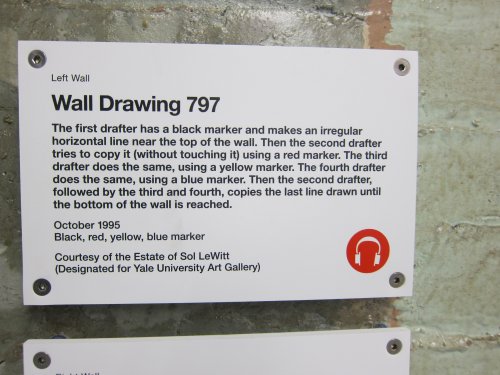 Left Wall
Wall Drawing 797
The first drafter has a black marker and makes an irregular
horizontal line near the top of the wall. Then the second drafter
tries to copy it (without touching it) using a red marker. The third
drafter does the same, using a yellow marker. The fourth drafter
does the same, using a blue marker. Then the second drafter,
followed by the third and fourth, copies the last line drawn until
the bottom of the wall is reached.
October 1995
Black, red, yellow, blue marker
Courtesy of the Estate of Sol LeWitt
(Designated for Yale University Art Gallery)